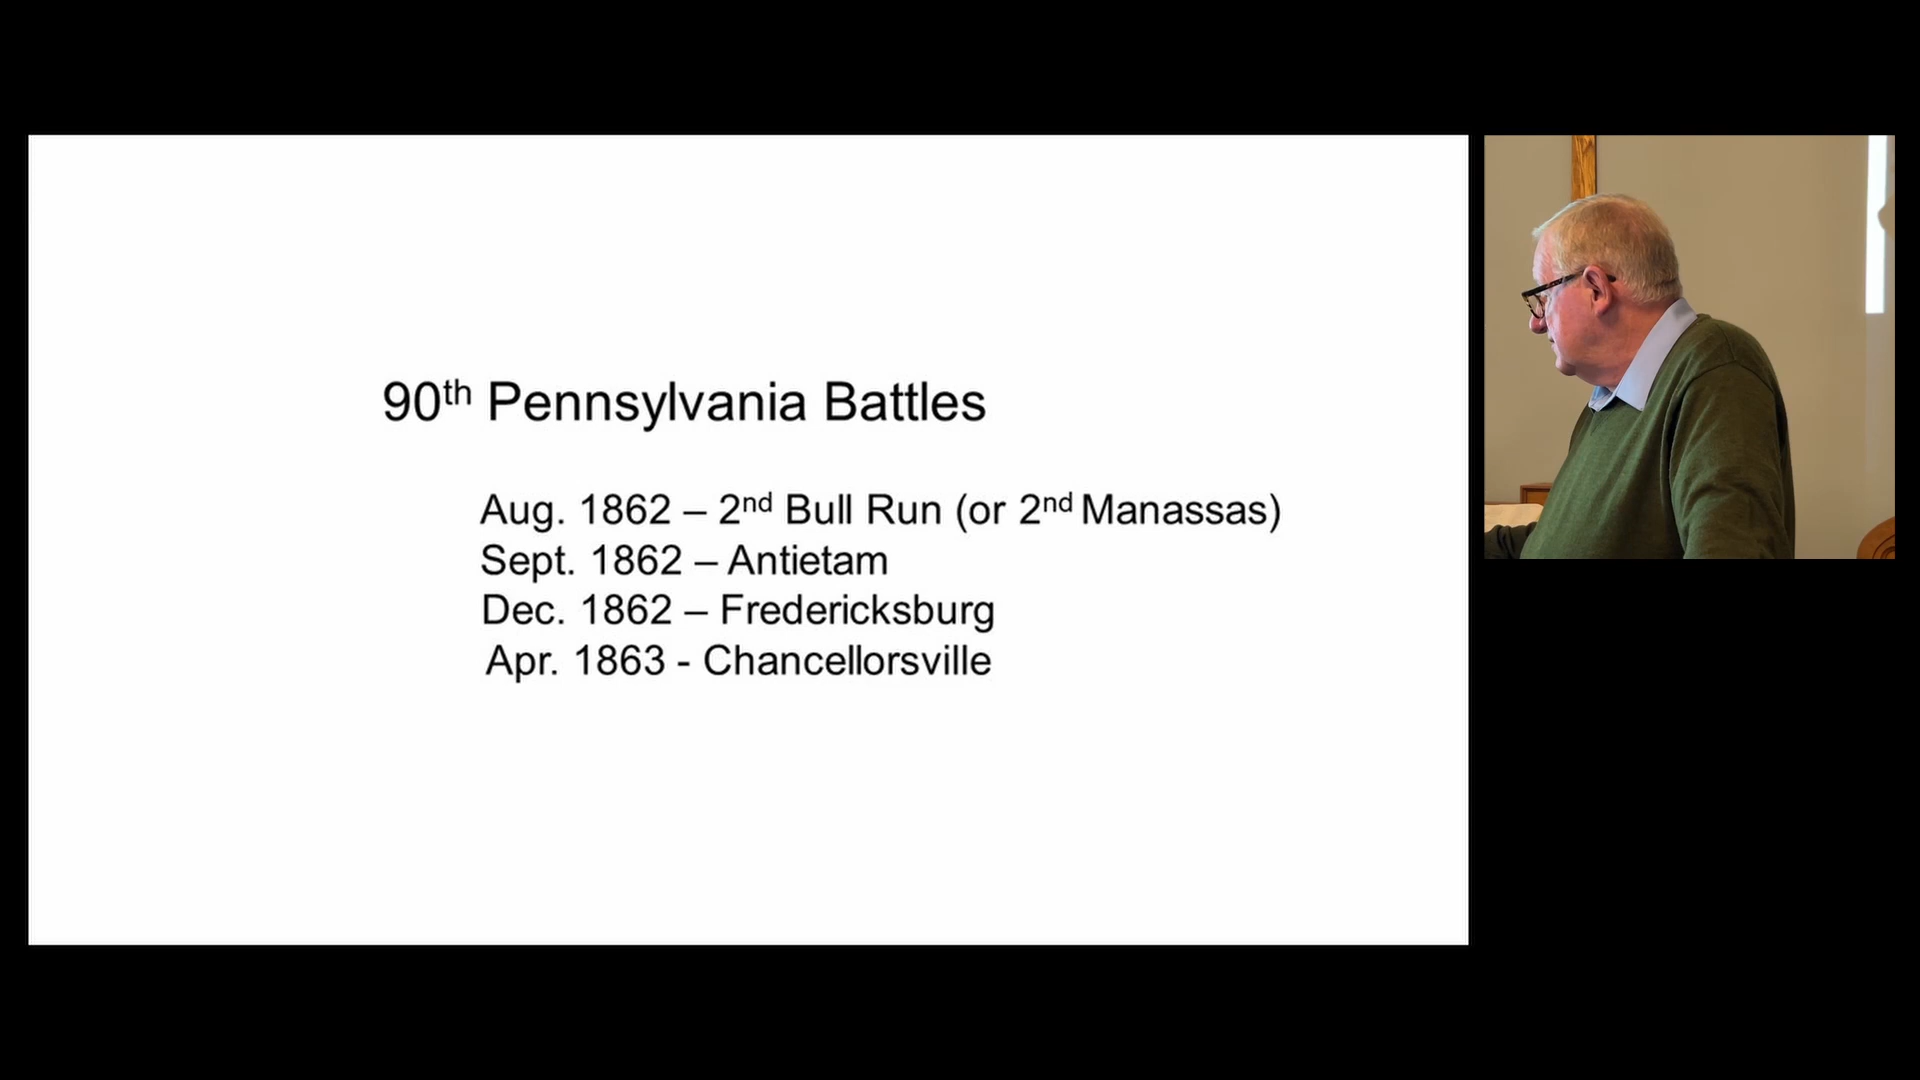 90th Pennsylvania Battles
Aug. 1862 – 2nd Bull Run (or 2nd Manassas)
Sept. 1862 – Antietam
Dec. 1862 – Fredericksburg
Apr. 1863 - Chancellorsville